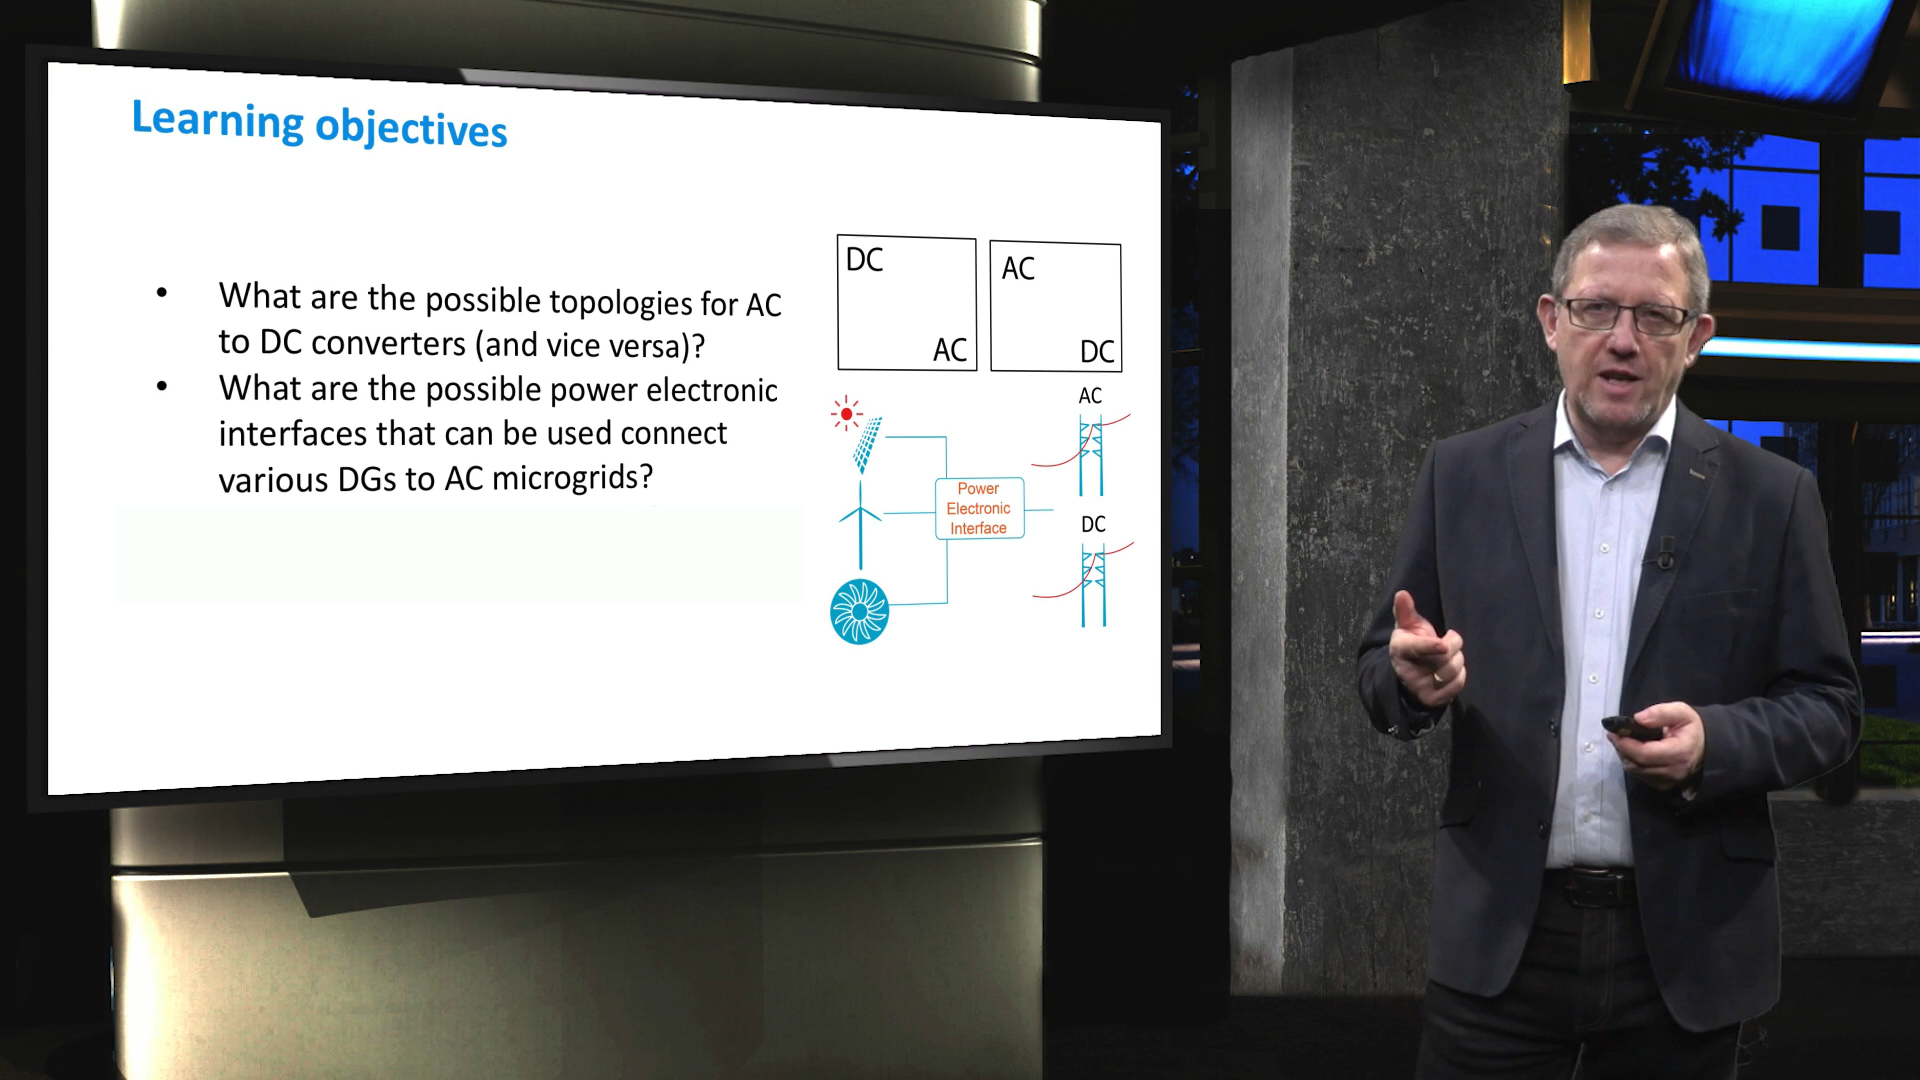 Learning objectives
• What are the possible topologies for AC
to DC converters (and vice versa)?
• What are the possible power electronic
interfaces that can be used connect
various DGs to AC microgrids?
DC
AC
AC
DC
AC
Power
Electronic
Interface
DC